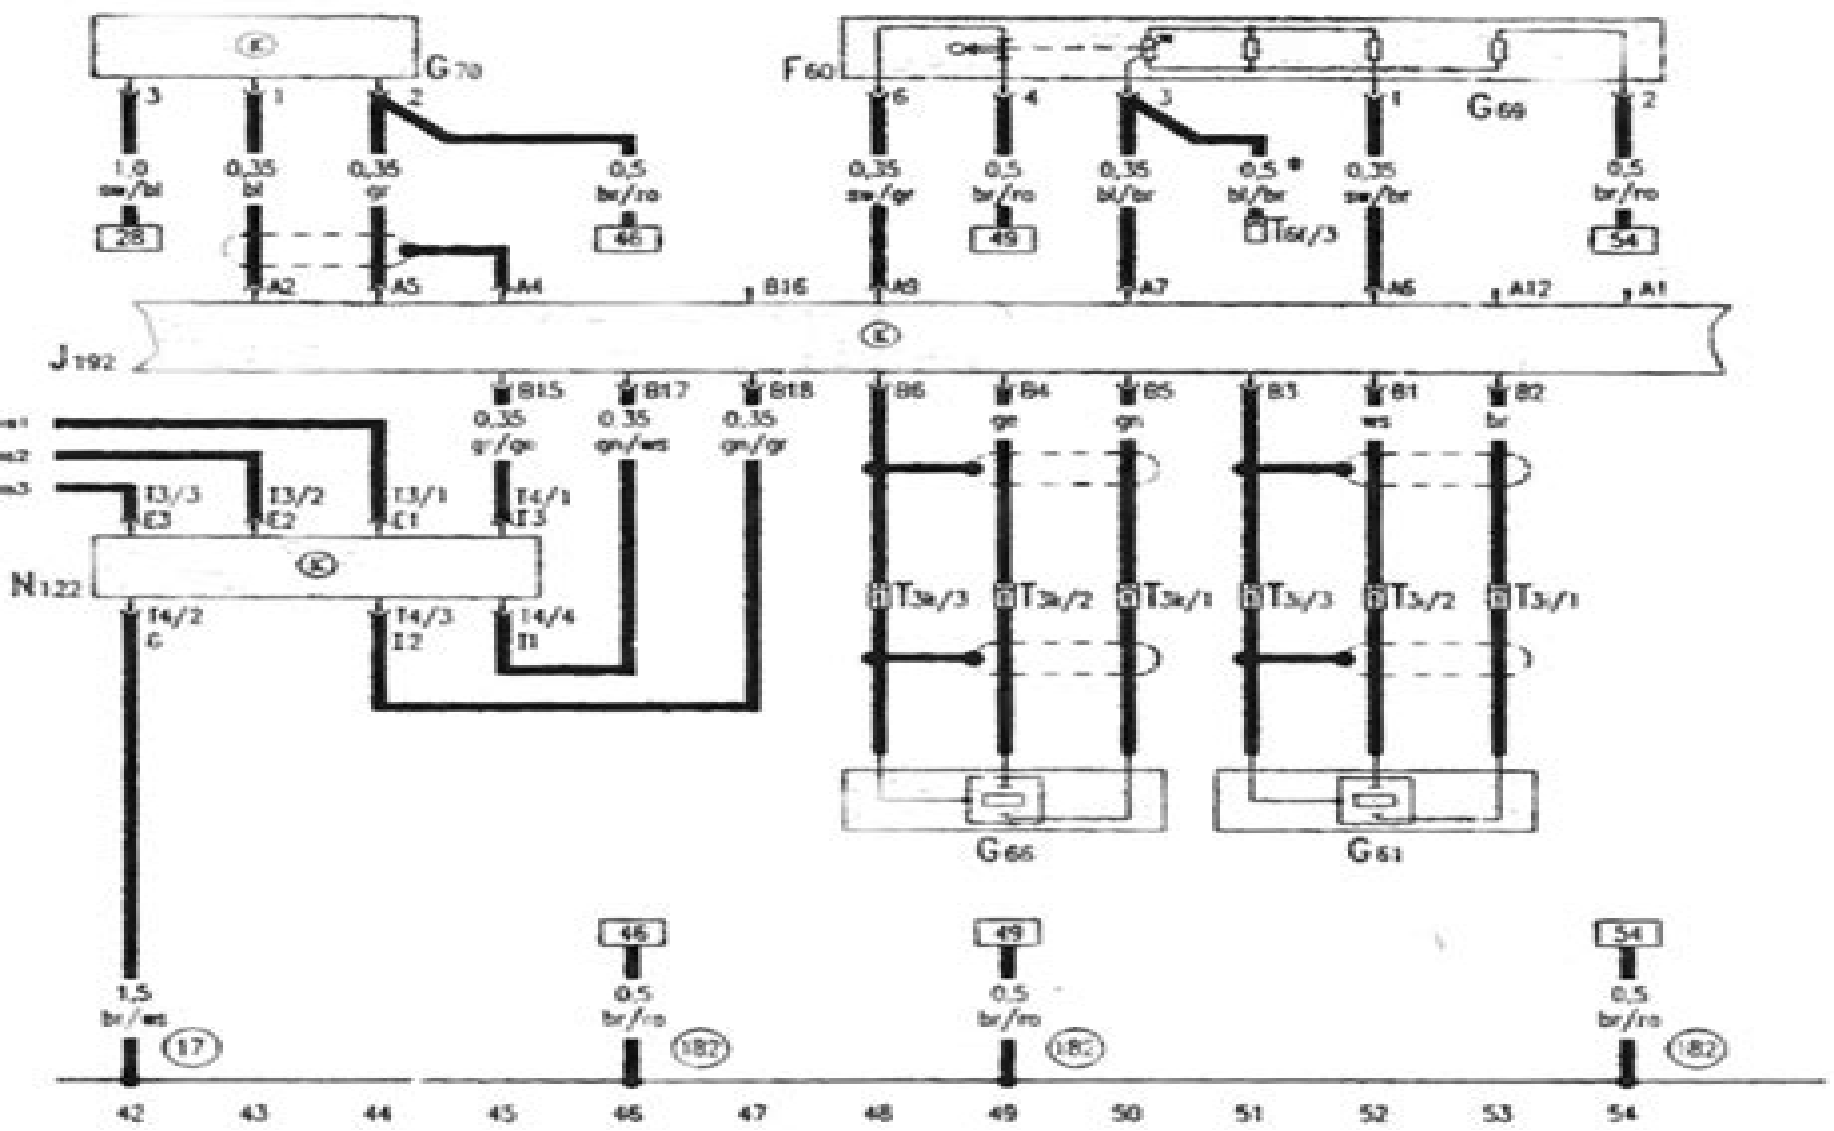 K
G70
F60
3 1 2
6 4 3 1 G69 2
1,0 0,35 0,35 0,5 0,35 0,5 0,35 0,5 * 0,35 0,5
sw/bl bl gr br/ro sw/gr br/ro bl/br bl/br sw/br br/ro
28 46 49 T6f/3 54
A2 A5 A4 B16 A7 A6 A12 A1
K
J192
B15 B17 B18 B6 B4 B5 B3 B1 B2
0,35 0,35 0,35 gn ws br
gn/ws gn/gr
T3/3 T3/2 T3/1 T4/1
E3 E2 E1
K
N122
T3k/3 T3k/2 T3k/1 T3i/3 T3i/2 T3i/1
T4/2 T4/3 T4/4
G I2 I1
G66 G61
46 49 54
1,5 0,5 0,5 0,5
br/ws br/ro br/ro br/ro
17 182 182 182
42 43 44 45 46 47 48 49 50 51 52 53 54